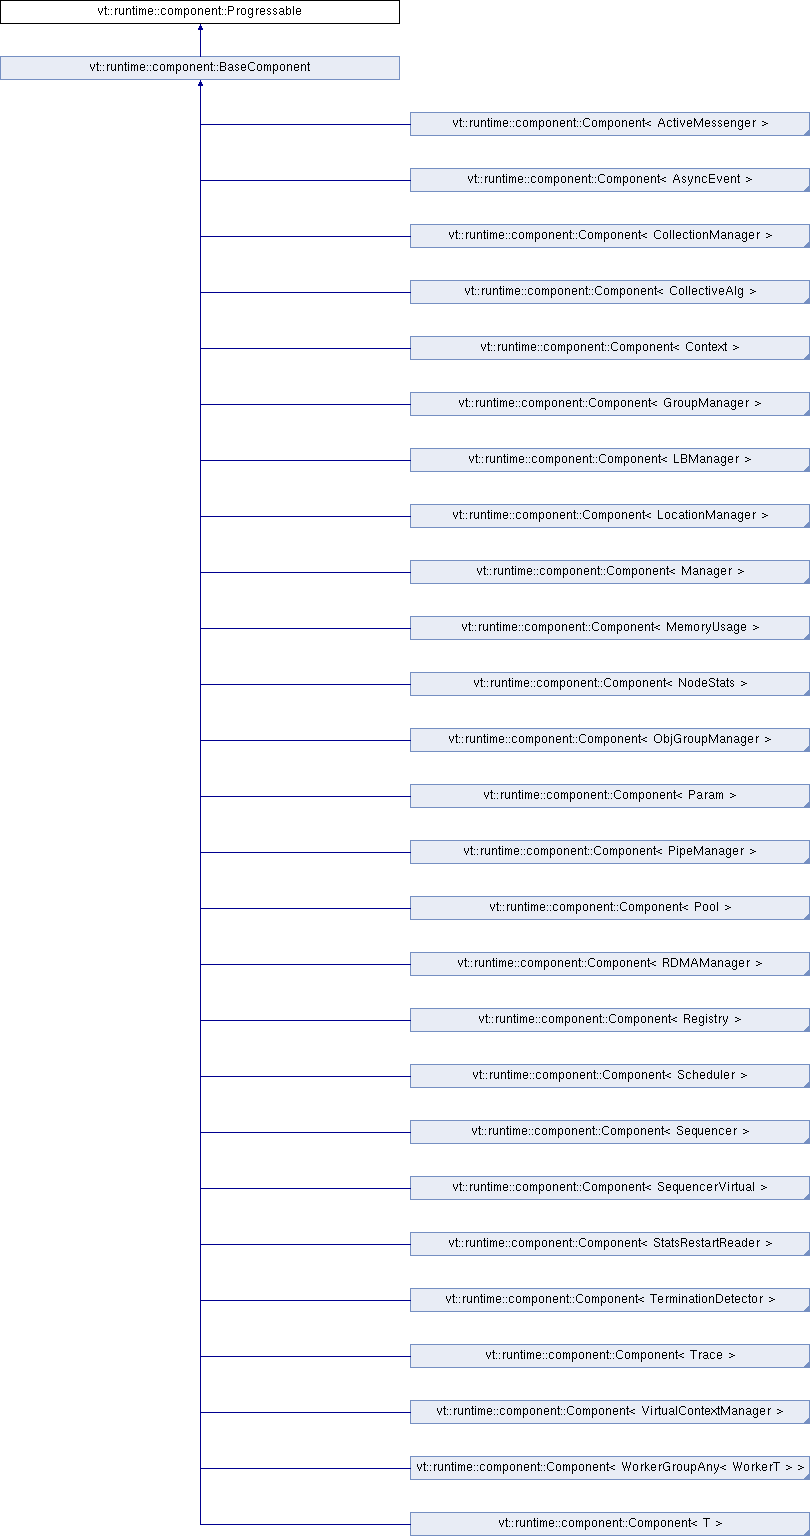 vt::runtime::component::Progressable
vt::runtime::component::BaseComponent
vt::runtime::component::Component< ActiveMessenger >
vt::runtime::component::Component< AsyncEvent >
vt::runtime::component::Component< CollectionManager >
vt::runtime::component::Component< CollectiveAlg >
vt::runtime::component::Component< Context >
vt::runtime::component::Component< GroupManager >
vt::runtime::component::Component< LBManager >
vt::runtime::component::Component< LocationManager >
vt::runtime::component::Component< Manager >
vt::runtime::component::Component< MemoryUsage >
vt::runtime::component::Component< NodeStats >
vt::runtime::component::Component< ObjGroupManager >
vt::runtime::component::Component< Param >
vt::runtime::component::Component< PipeManager >
vt::runtime::component::Component< Pool >
vt::runtime::component::Component< RDMAManager >
vt::runtime::component::Component< Registry >
vt::runtime::component::Component< Scheduler >
vt::runtime::component::Component< Sequencer >
vt::runtime::component::Component< SequencerVirtual >
vt::runtime::component::Component< StatsRestartReader >
vt::runtime::component::Component< TerminationDetector >
vt::runtime::component::Component< Trace >
vt::runtime::component::Component< VirtualContextManager >
vt::runtime::component::Component< WorkerGroupAny< WorkerT > >
vt::runtime::component::Component< T >